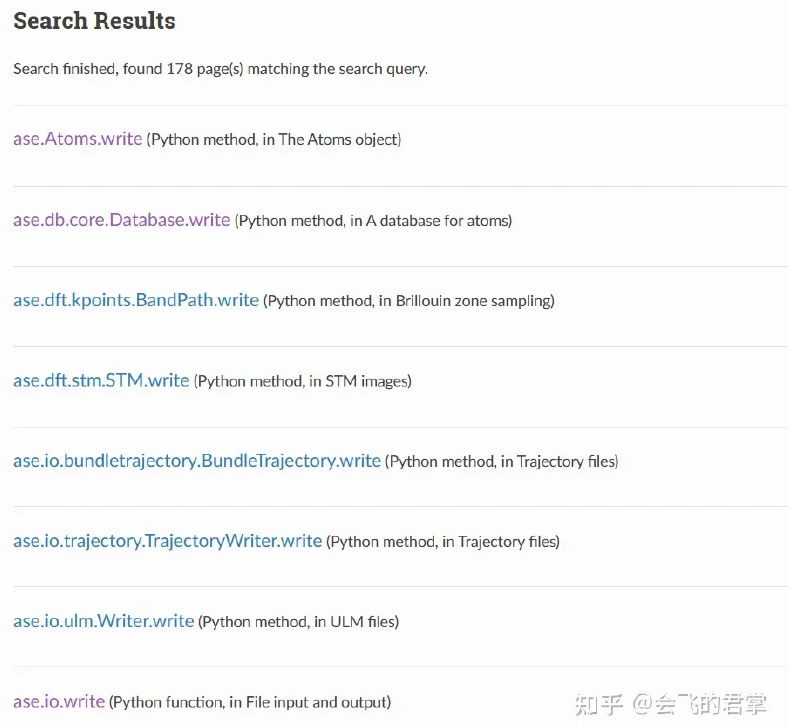 Search Results
Search finished, found 178 page(s) matching the search query.
ase.Atoms.write (Python method, in The Atoms object)
ase.db.core.Database.write (Python method, in A database for atoms)
ase.dft.kpoints.BandPath.write (Python method, in Brillouin zone sampling)
ase.dft.stm.STM.write (Python method, in STM images)
ase.io.bundletrajectory.BundleTrajectory.write (Python method, in Trajectory files)
ase.io.trajectory.TrajectoryWriter.write (Python method, in Trajectory files)
ase.io.ulm.Writer.write (Python method, in ULM files)
ase.io.write (Python function, in File input and output)
知乎 @会飞的君掌